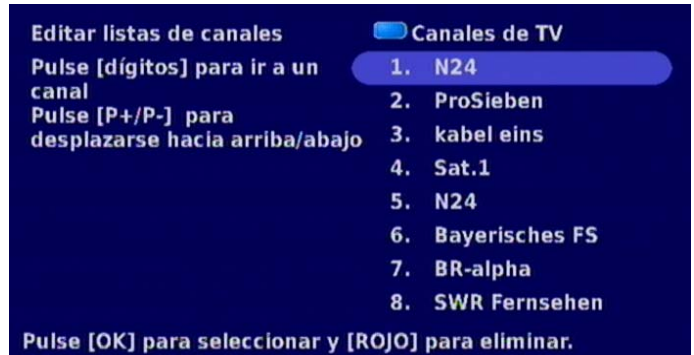 Editar listas de canales
Pulse [dígitos] para ir a un
canal
Pulse [P+/P-] para
desplazarse hacia arriba/abajo
Canales de TV
1. N24
2. ProSieben
3. kabel eins
4. Sat.1
5. N24
6. Bayerisches FS
7. BR-alpha
8. SWR Fernsehen
Pulse [OK] para seleccionar y [ROJO] para eliminar.